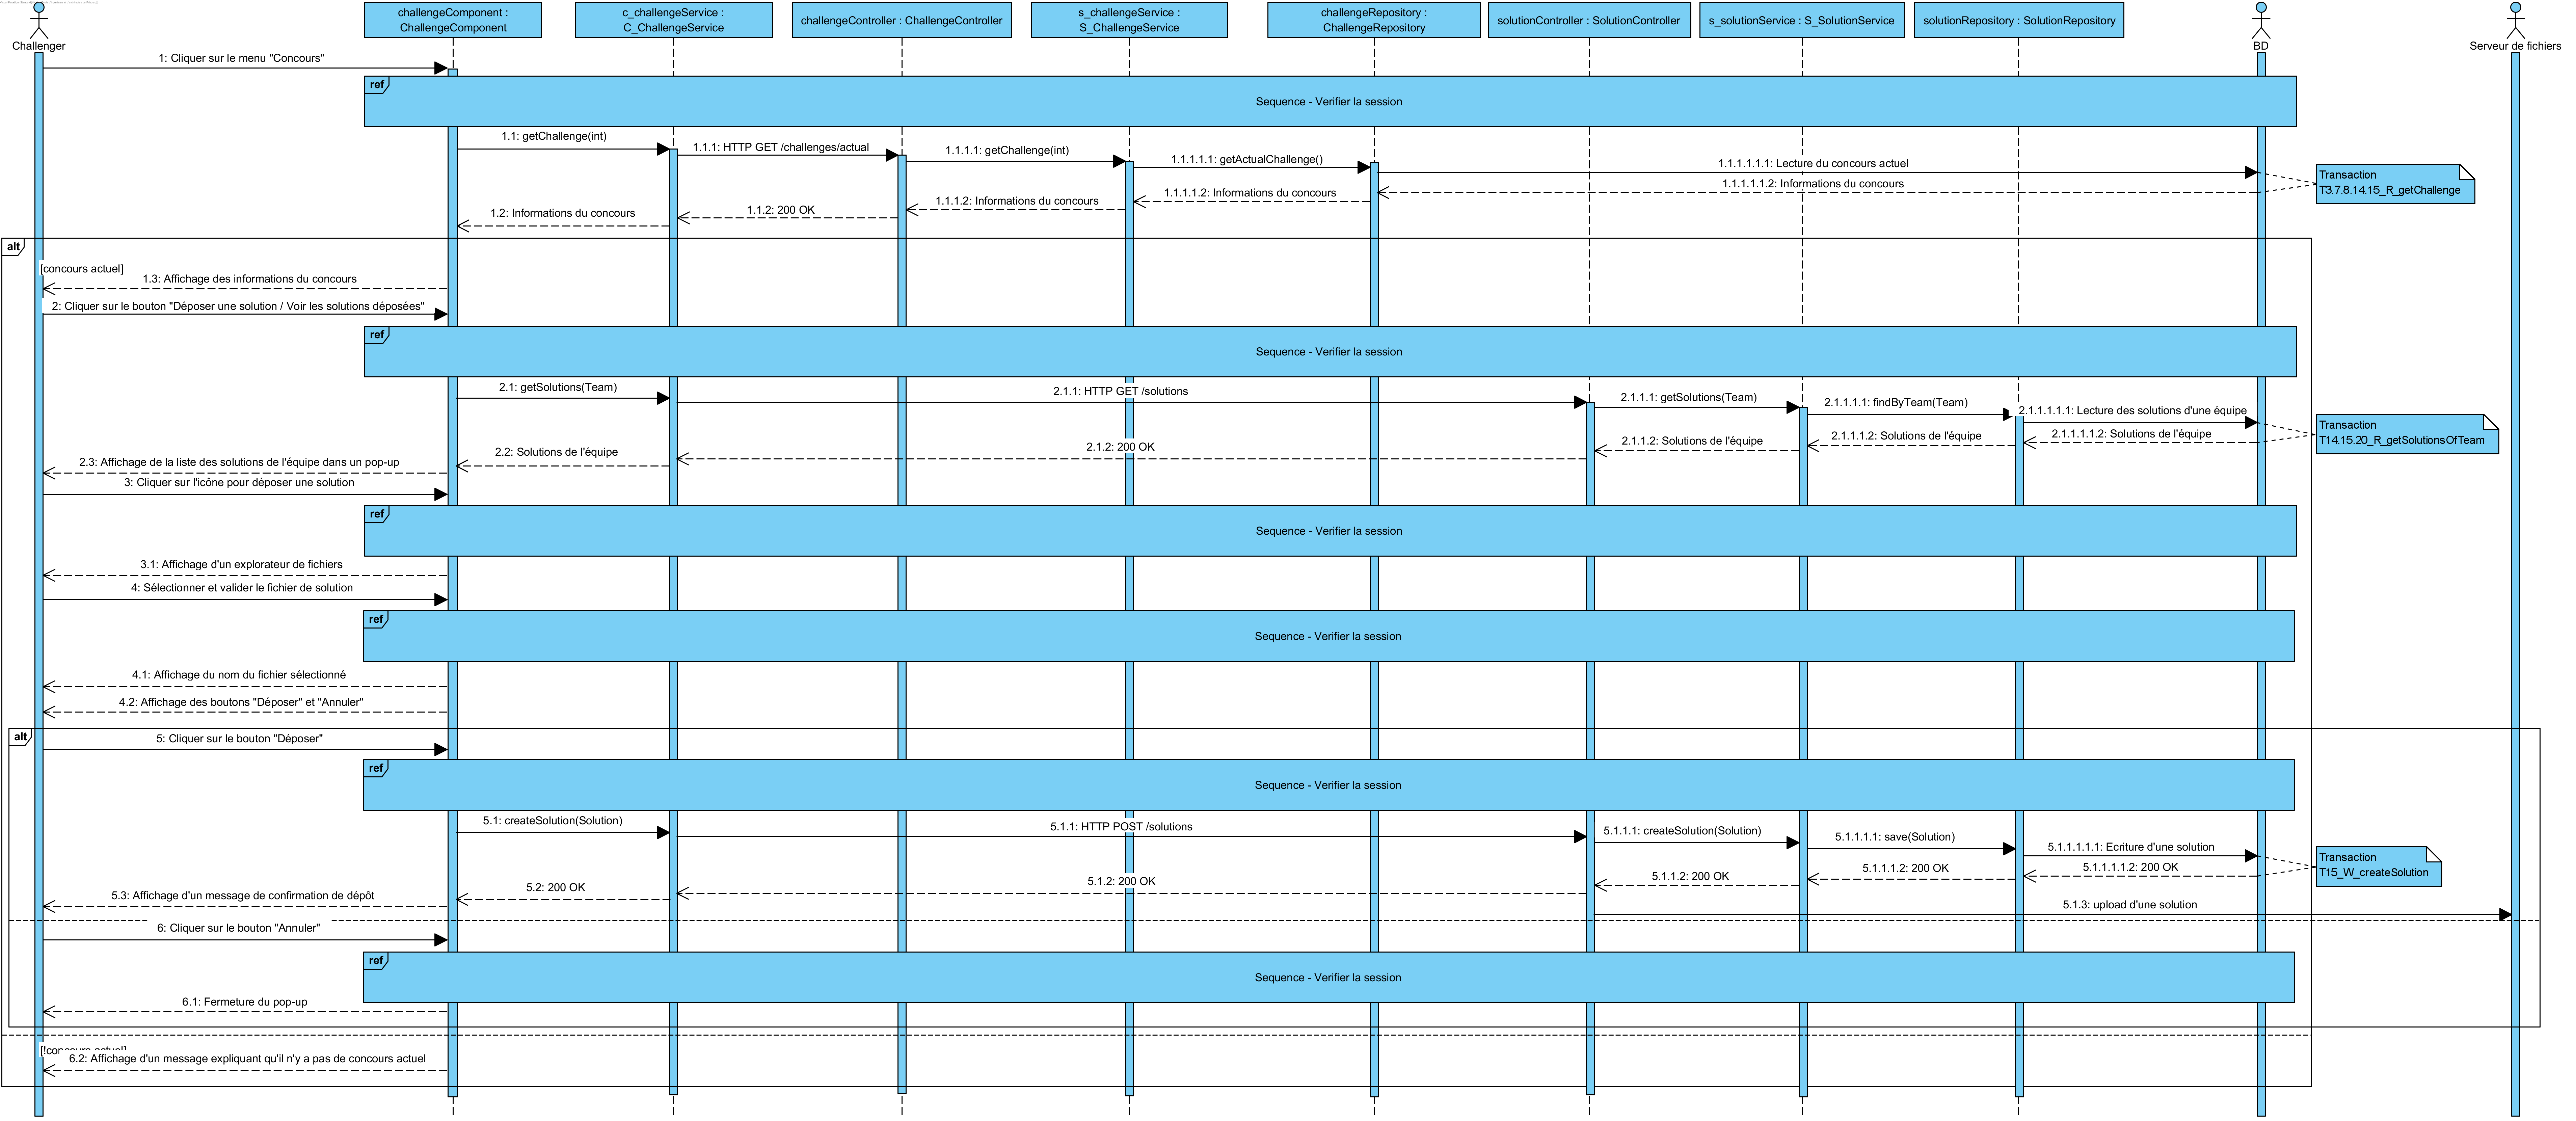 challengeComponent :
ChallengeComponent
c_challengeService :
C_ChallengeService
challengeController : ChallengeController
s_challengeService :
S_ChallengeService
challengeRepository :
ChallengeRepository
solutionController : SolutionController
s_solutionService : S_SolutionService
solutionRepository : SolutionRepository
Challenger
BD
Serveur de fichiers
1: Cliquer sur le menu "Concours"
ref
Sequence - Verifier la session
1.1: getChallenge(int)
1.1.1: HTTP GET /challenges/actual
1.1.1.1: getChallenge(int)
1.1.1.1.1: getActualChallenge()
1.1.1.1.1.1: Lecture du concours actuel
Transaction
T3.7.8.14.15_R_getChallenge
1.1.1.1.1.2: Informations du concours
1.1.1.1.2: Informations du concours
1.1.1.2: Informations du concours
1.1.2: 200 OK
1.2: Informations du concours
alt
[concours actuel]
1.3: Affichage des informations du concours
2: Cliquer sur le bouton "Déposer une solution / Voir les solutions déposées"
ref
Sequence - Verifier la session
2.1: getSolutions(Team)
2.1.1: HTTP GET /solutions
2.1.1.1: getSolutions(Team)
2.1.1.1.1: findByTeam(Team)
2.1.1.1.1.1: Lecture des solutions d'une équipe
Transaction
T14.15.20_R_getSolutionsOfTeam
2.1.1.1.1.2: Solutions de l'équipe
2.1.1.1.2: Solutions de l'équipe
2.1.1.2: Solutions de l'équipe
2.1.2: 200 OK
2.2: Solutions de l'équipe
2.3: Affichage de la liste des solutions de l'équipe dans un pop-up
3: Cliquer sur l'icône pour déposer une solution
ref
Sequence - Verifier la session
3.1: Affichage d'un explorateur de fichiers
4: Sélectionner et valider le fichier de solution
ref
Sequence - Verifier la session
4.1: Affichage du nom du fichier sélectionné
4.2: Affichage des boutons "Déposer" et "Annuler"
alt
5: Cliquer sur le bouton "Déposer"
ref
Sequence - Verifier la session
5.1: createSolution(Solution)
5.1.1: HTTP POST /solutions
5.1.1.1: createSolution(Solution)
5.1.1.1.1: save(Solution)
5.1.1.1.1.1: Ecriture d'une solution
Transaction
T15_W_createSolution
5.1.1.1.1.2: 200 OK
5.1.1.1.2: 200 OK
5.1.1.2: 200 OK
5.1.2: 200 OK
5.2: 200 OK
5.3: Affichage d'un message de confirmation de dépôt
5.1.3: upload d'une solution
6: Cliquer sur le bouton "Annuler"
ref
Sequence - Verifier la session
6.1: Fermeture du pop-up
[!concours actuel]
6.2: Affichage d'un message expliquant qu'il n'y a pas de concours actuel